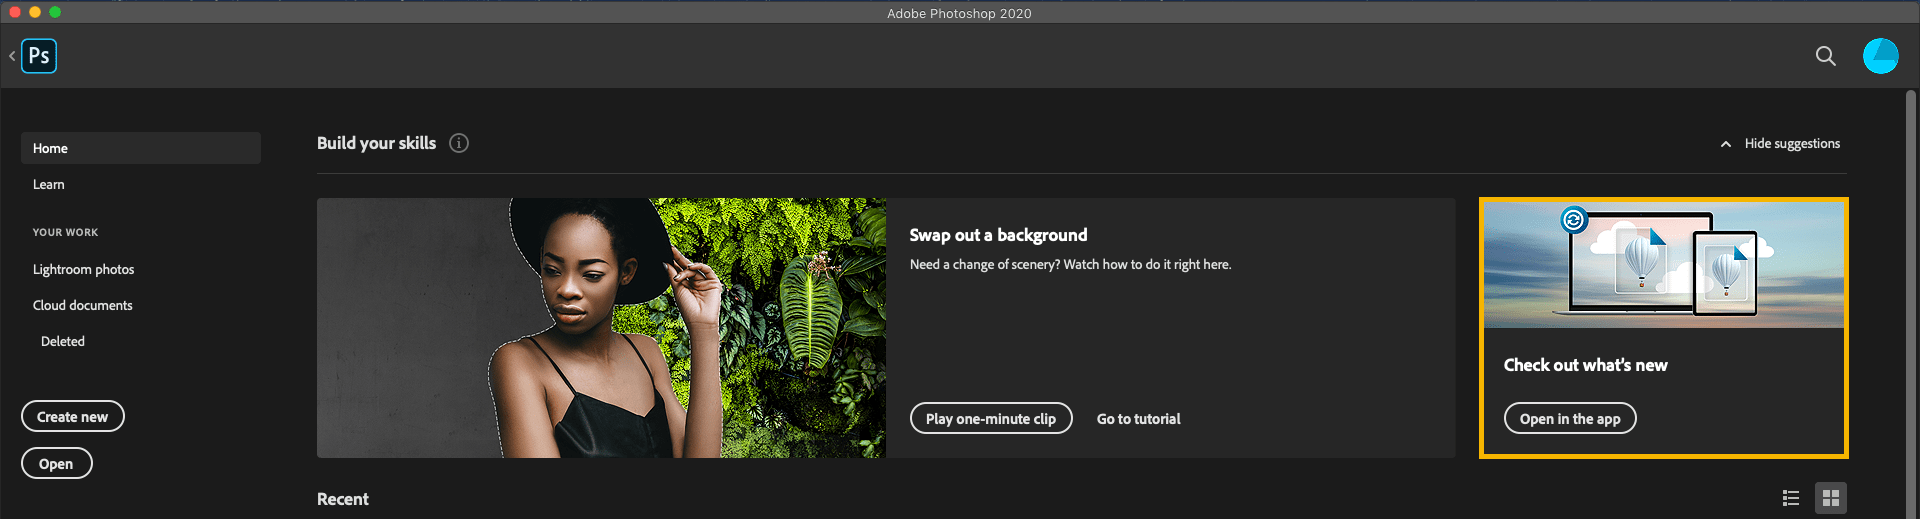 Adobe Photoshop 2020
Ps
Home
Learn
YOUR WORK
Lightroom photos
Cloud documents
Deleted
Create new
Open
Build your skills
Hide suggestions
Swap out a background
Need a change of scenery? Watch how to do it right here.
Play one-minute clip
Go to tutorial
Check out what's new
Open in the app
Recent